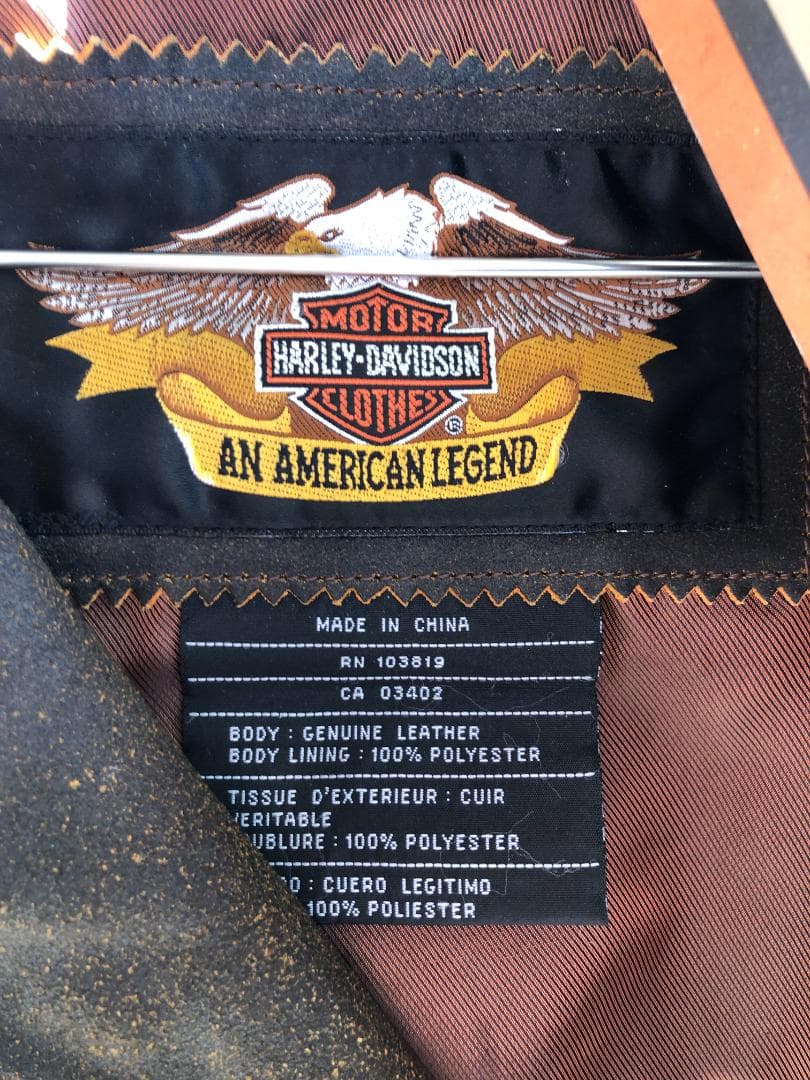 MOTOR
HARLEY-DAVIDSON
CLOTHES
®
AN AMERICAN LEGEND
MADE IN CHINA
RN 103819
CA 03402
BODY : GENUINE LEATHER
BODY LINING : 100% POLYESTER
TISSUE D'EXTERIEUR : CUIR
VERITABLE
UBLURE : 100% POLYESTER
O : CUERO LEGITIMO
100% POLIESTER